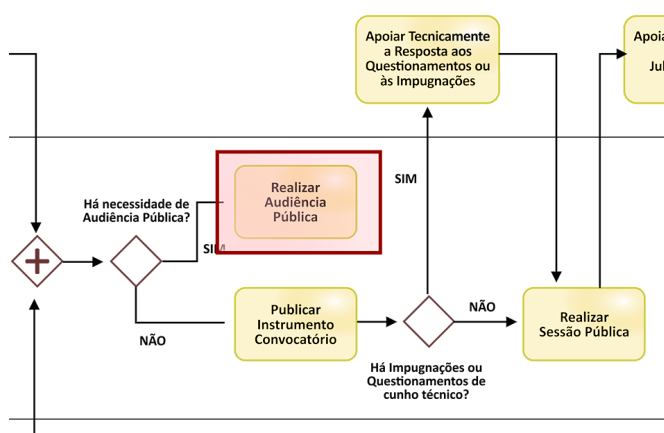 Apoiar Tecnicamente
a Resposta aos
Questionamentos ou
às Impugnações
Jul
Há necessidade de
Audiência Pública?
SIM
Realizar
Audiência
Pública
SIM
NÃO
Publicar
Instrumento
Convocatório
Há Impugnações ou
Questionamentos de
cunho técnico?
NÃO
Realizar
Sessão Pública